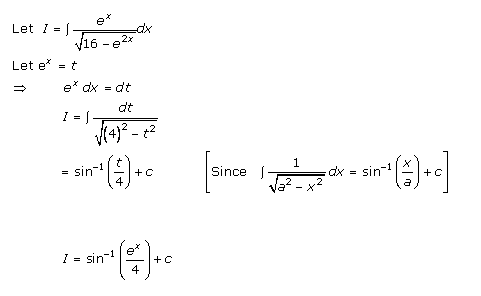 Let I = ∫ e^x / √(16 − e^(2x)) dx
Let e^x = t
⇒ e^x dx = dt
I = ∫ dt / √((4)^2 − t^2)
= sin^−1 (t/4) + c [Since ∫ 1 / √(a^2 − x^2) dx = sin^−1 (x/a) + c]
I = sin^−1 (e^x/4) + c